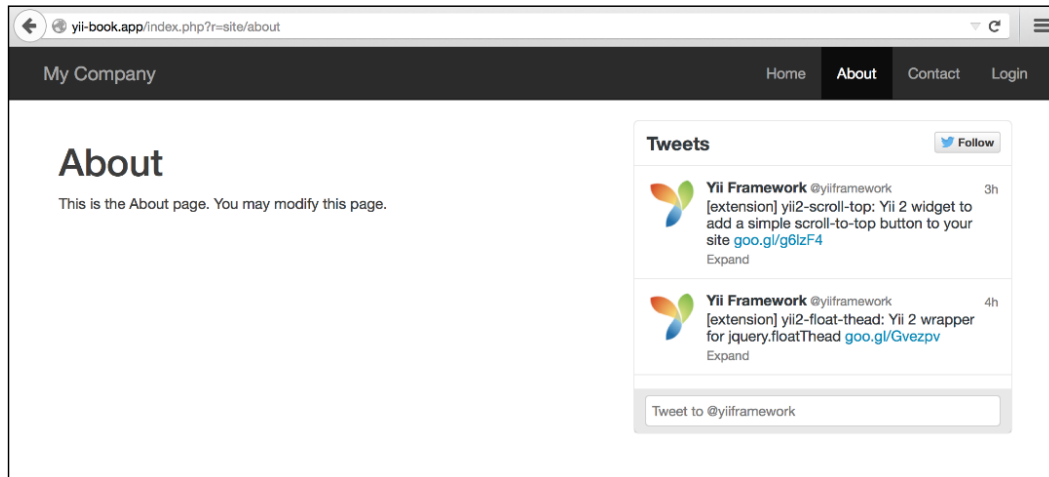 yii-book.app/index.php?r=site/about
My Company
Home
About
Contact
Login
About
This is the About page. You may modify this page.
Tweets
Follow
Yii Framework @yiiframework
3h
[extension] yii2-scroll-top: Yii 2 widget to
add a simple scroll-to-top button to your
site goo.gl/g6lzF4
Expand
Yii Framework @yiiframework
4h
[extension] yii2-float-thead: Yii 2 wrapper
for jquery.floatThead goo.gl/Gvezpv
Expand
Tweet to @yiiframework